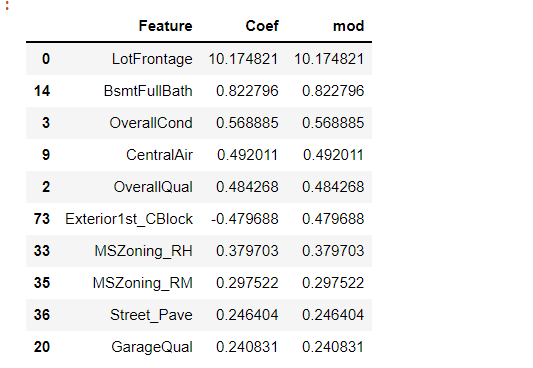 :
Feature Coef mod
0 LotFrontage 10.174821 10.174821
14 BsmtFullBath 0.822796 0.822796
3 OverallCond 0.568885 0.568885
9 CentralAir 0.492011 0.492011
2 OverallQual 0.484268 0.484268
73 Exterior1st_CBlock -0.479688 0.479688
33 MSZoning_RH 0.379703 0.379703
35 MSZoning_RM 0.297522 0.297522
36 Street_Pave 0.246404 0.246404
20 GarageQual 0.240831 0.240831